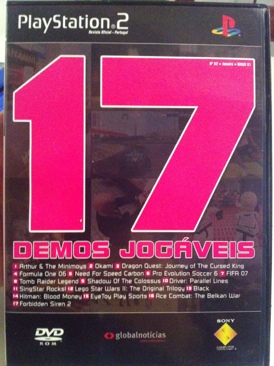 PlayStation®2
Revista Oficial - Portugal
17
DEMOS JOGÁVEIS
1 Arthur & The Minimoys 2 Okami 3 Dragon Quest: Journey of The Cursed King
4 Formula One 06 5 Need For Speed Carbon 6 Pro Evolution Soccer 6 7 FIFA 07
8 Tomb Raider Legend 9 Shadow Of The Colossus 10 Driver: Parallel Lines
11 SingStar Rocks! 12 Lego Star Wars II: The Original Trilogy 13 Black
14 Hitman: Blood Money 15 EyeToy Play Sports 16 Ace Combat: The Belkan War
17 Forbidden Siren 2
DVD
ROM
globalnotícias
SONY